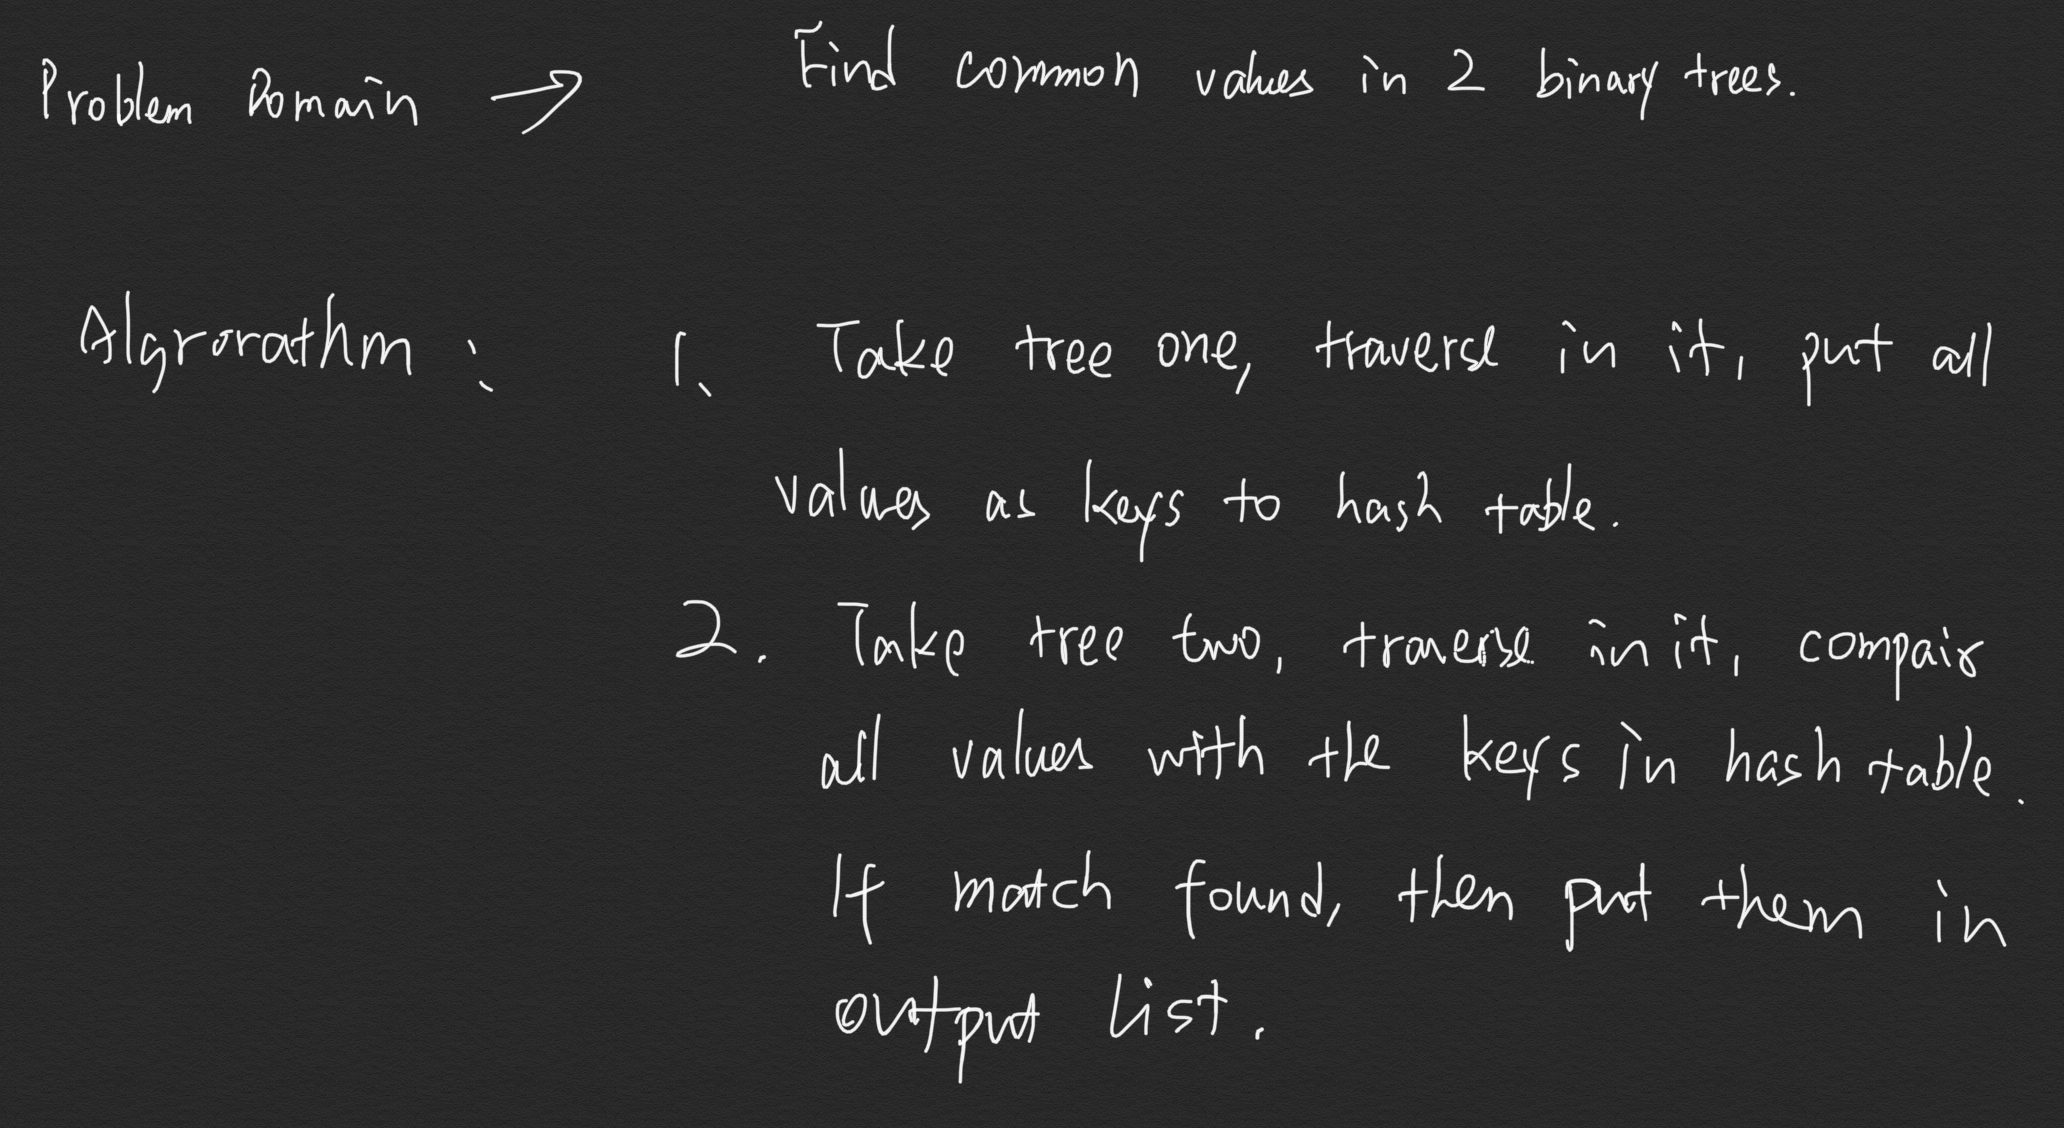 Problem Domain → Find common values in 2 binary trees.
Algrorathm : 1. Take tree one, traverse in it, put all
values as keys to hash table.
2. Take tree two, traverse in it, compair
all values with the keys in hash table.
If match found, then put them in
output list.